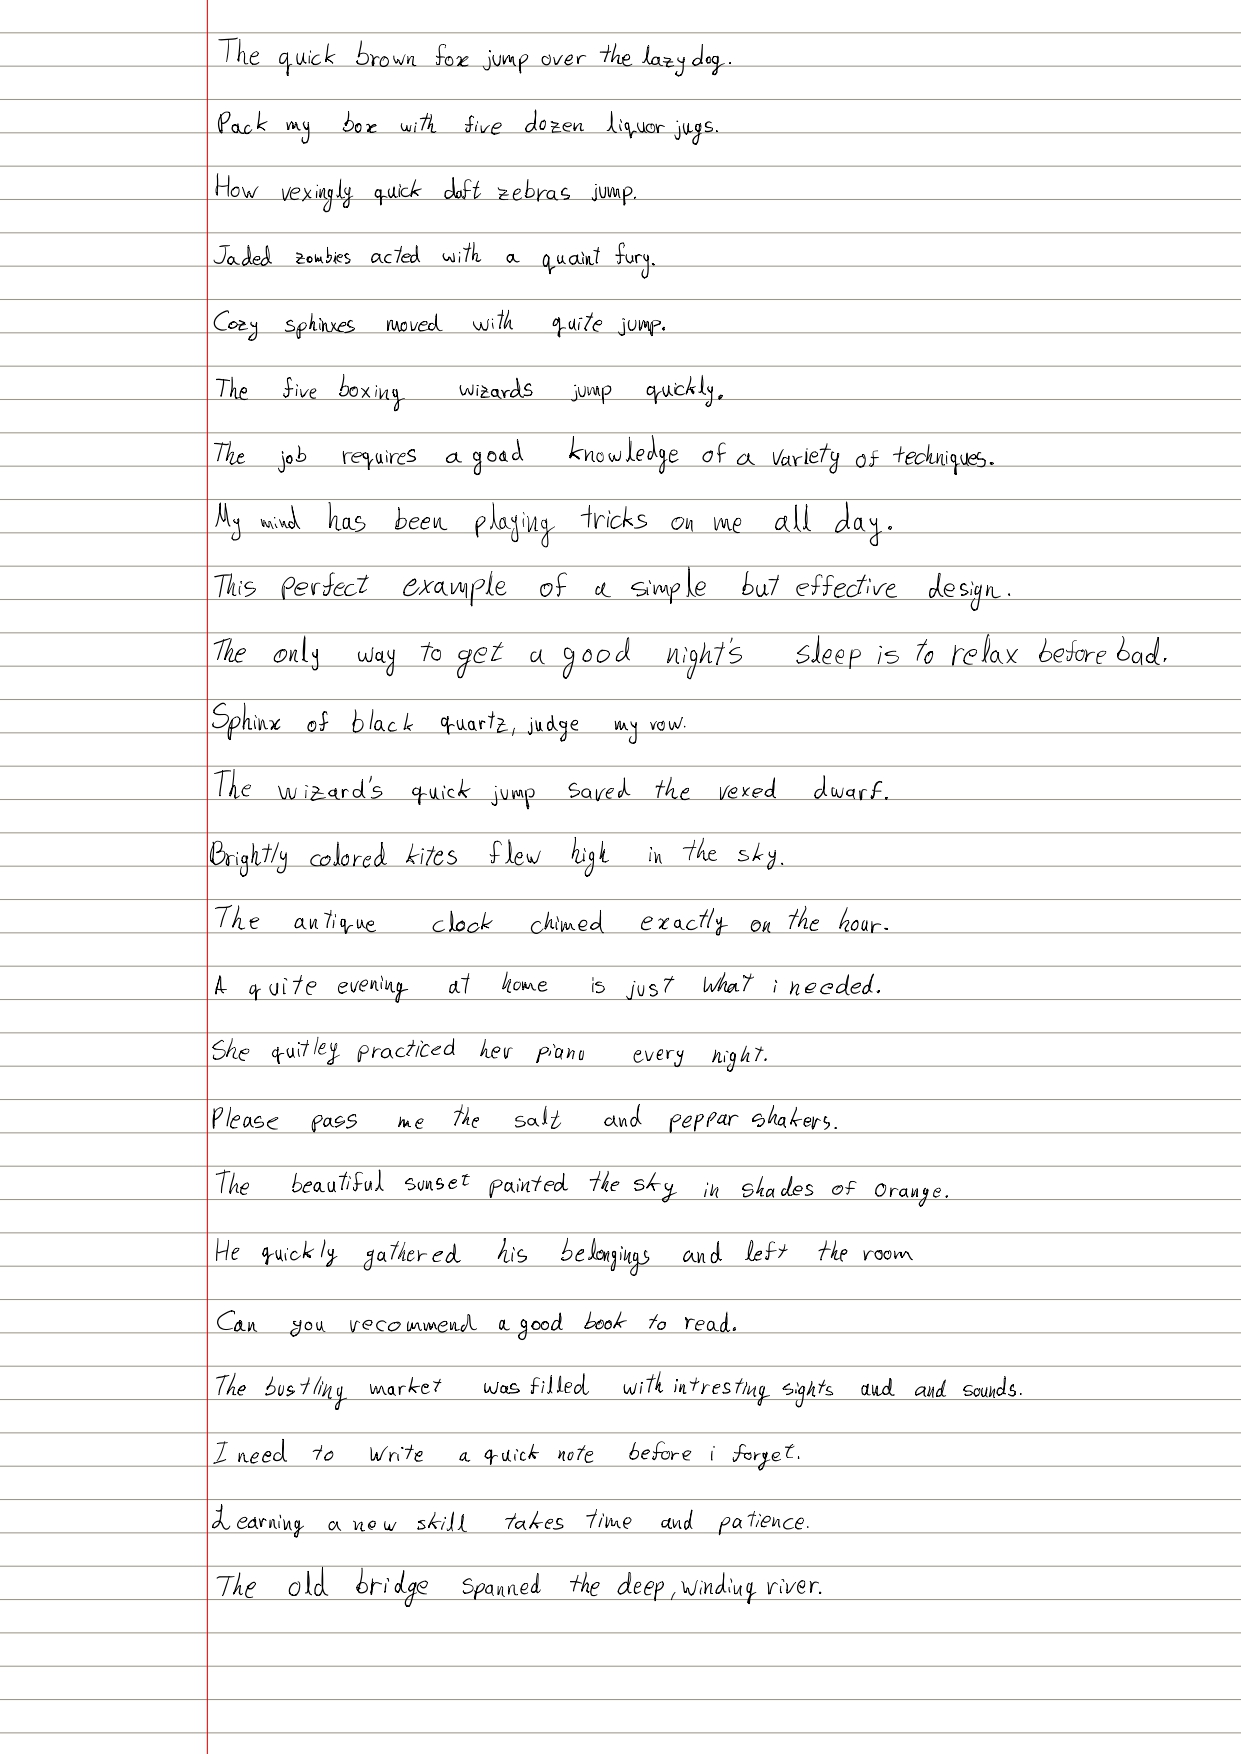 The quick brown fox jump over the lazy dog.
Pack my box with five dozen liquor jugs.
How vexingly quick daft zebras jump.
Jaded zombies acted with a quaint fury.
Cozy sphinxes moved with quite jump.
The five boxing wizards jump quickly.
The job requires a goad knowledge of a variety of techniques.
My mind has been playing tricks on me all day.
This perfect example of a simple but effective design.
The only way to get a good night's sleep is to relax before bad.
Sphinx of black quartz, judge my vow.
The wizard's quick jump saved the vexed dwarf.
Brightly colored kites flew high in the sky.
The antique clock chimed exactly on the hour.
A quite evening at home is just what i needed.
She quitley practiced her piano every night.
Please pass me the salt and peppar shakers.
The beautiful sunset painted the sky in shades of orange.
He quickly gathered his belongings and left the room
Can you recommend a good book to read.
The bustling market was filled with intresting sights and and sounds.
I need to write a quick note before i forget.
Learning a new skill takes time and patience.
The old bridge spanned the deep, winding river.